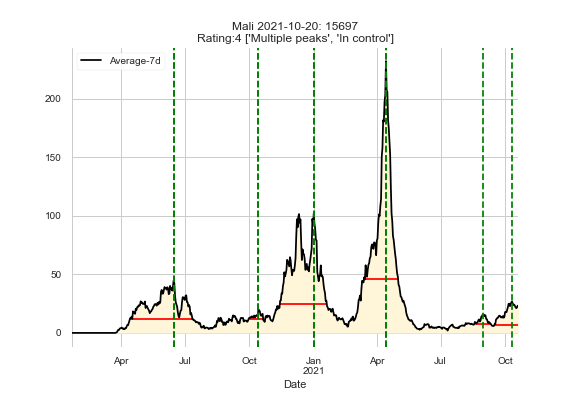 Mali 2021-10-20: 15697
Rating:4 ['Multiple peaks', 'In control']
Average-7d
200
150
100
50
0
Apr Jul Oct Jan Apr Jul Oct
2021
Date